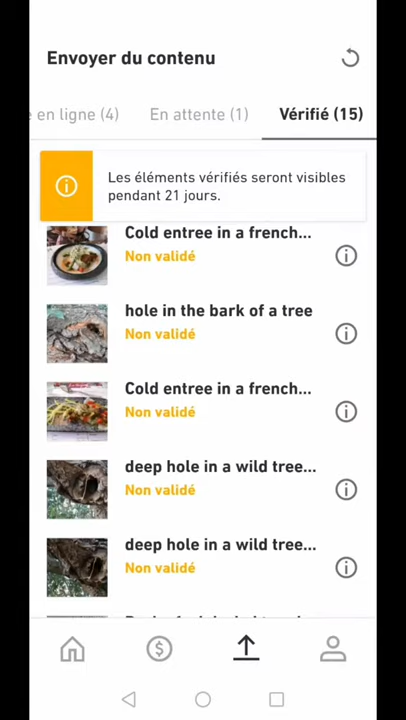 Envoyer du contenu
e en ligne (4)
En attente (1)
Vérifié (15)
Les éléments vérifiés seront visibles
pendant 21 jours.
Cold entree in a french...
Non validé
hole in the bark of a tree
Non validé
Cold entree in a french...
Non validé
deep hole in a wild tree...
Non validé
deep hole in a wild tree...
Non validé